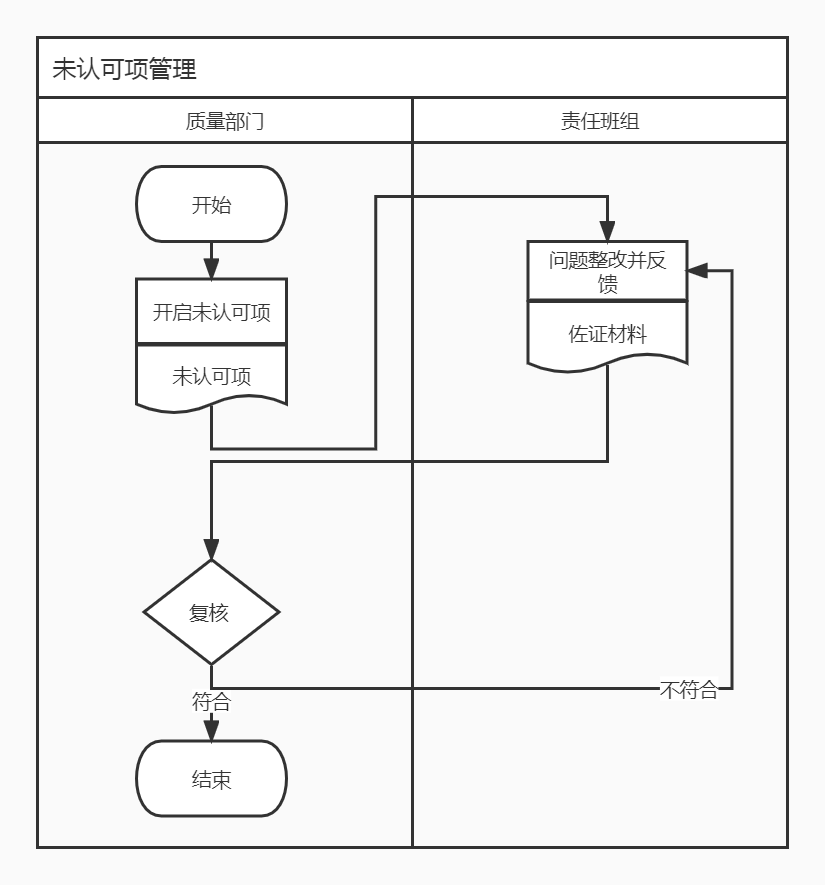 未认可项管理
质量部门
责任班组
开始
开启未认可项
未认可项
问题整改并反
馈
佐证材料
复核
符合
不符合
结束